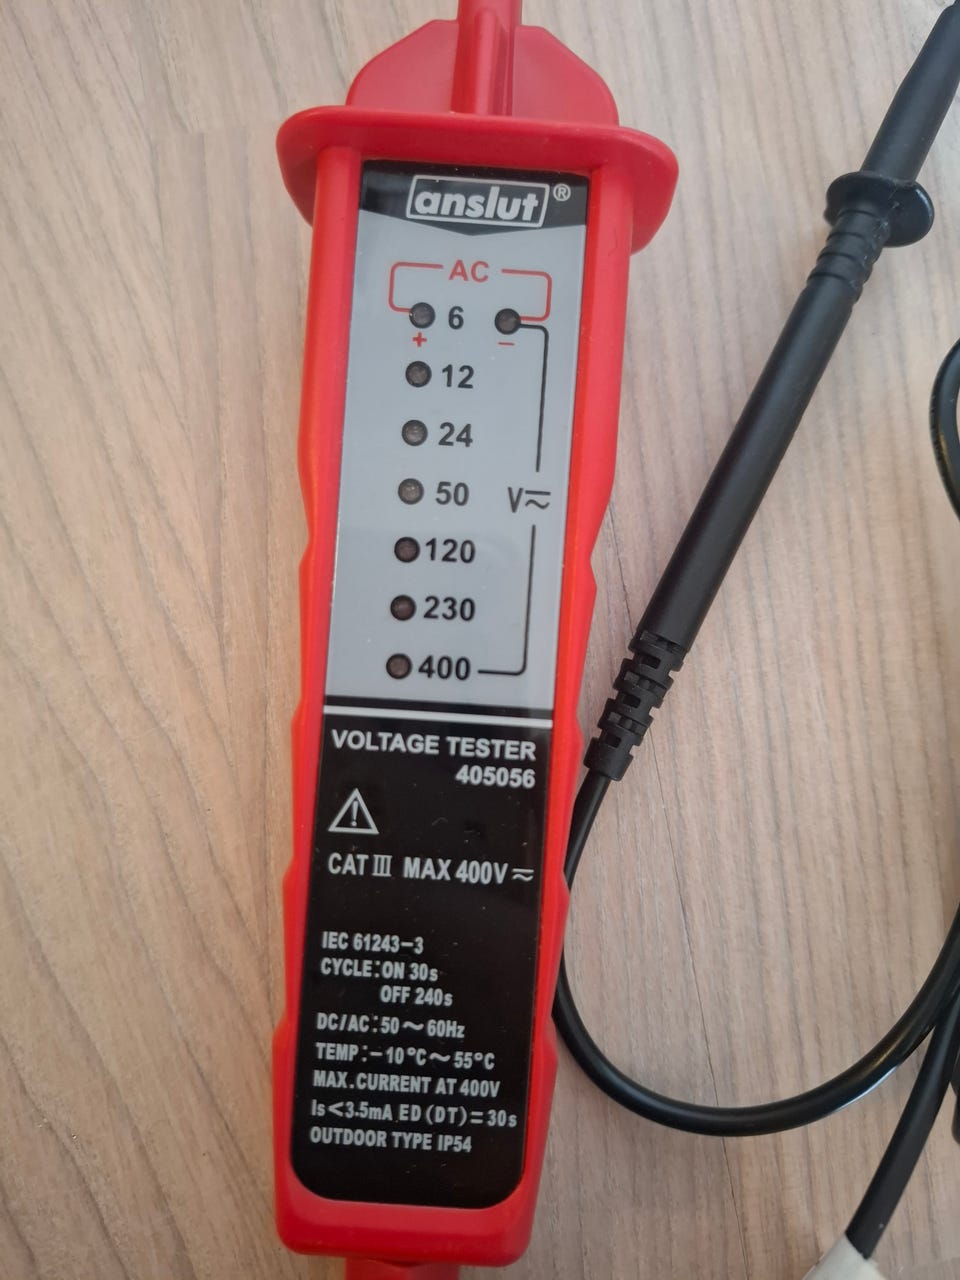 anslut®
AC
6
+ −
12
24
50
V⎓~
120
230
400
VOLTAGE TESTER
405056
CAT III MAX 400V⎓~
IEC 61243-3
CYCLE:ON 30s
OFF 240s
DC/AC:50~60Hz
TEMP:-10°C~55°C
MAX.CURRENT AT 400V
Is<3.5mA ED(DT)=30s
OUTDOOR TYPE IP54